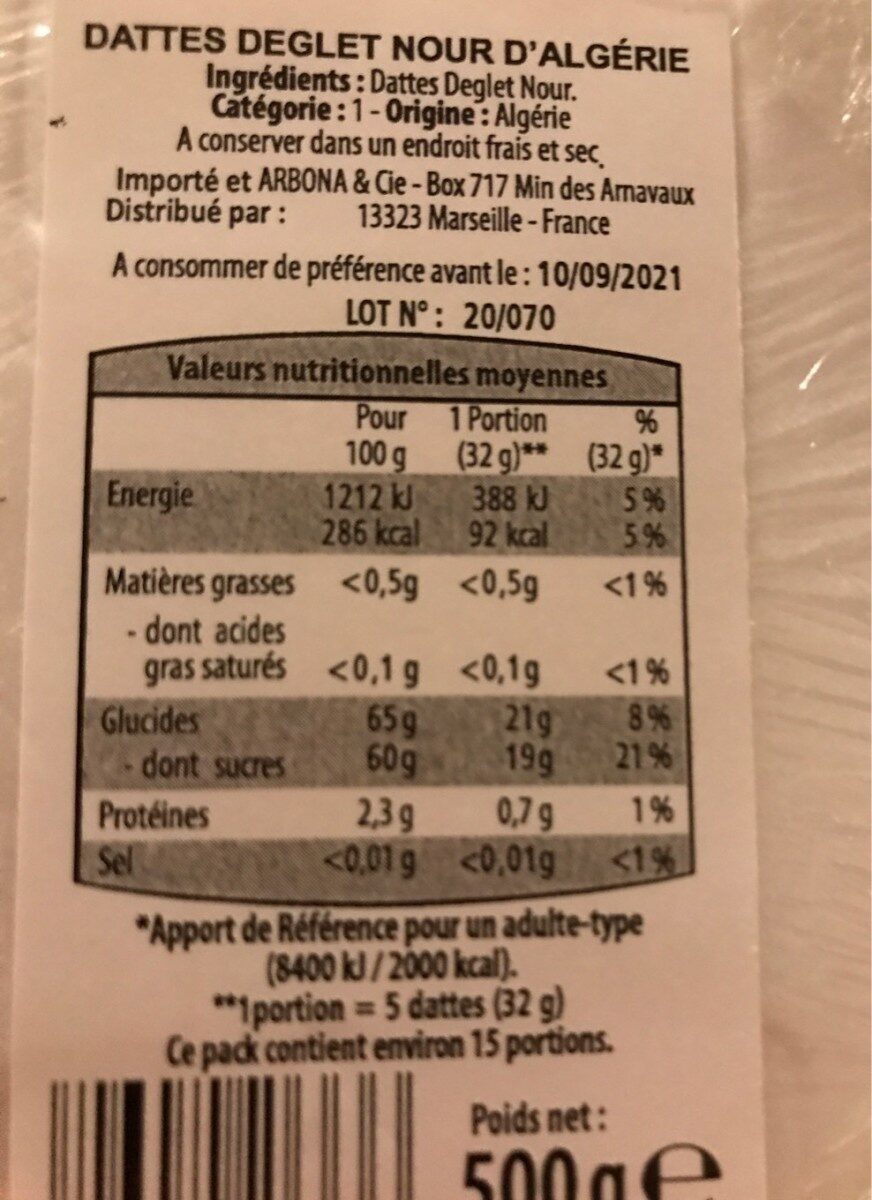 DATTES DEGLET NOUR D'ALGÉRIE
Ingrédients : Dattes Deglet Nour.
Catégorie : 1 - Origine : Algérie
A conserver dans un endroit frais et sec.
Importé et ARBONA & Cie - Box 717 Min des Arnavaux
Distribué par : 13323 Marseille - France
A consommer de préférence avant le : 10/09/2021
LOT N° : 20/070
Valeurs nutritionnelles moyennes
Pour 1 Portion %
100 g (32 g)** (32 g)*
Energie 1212 kJ 388 kJ 5 %
286 kcal 92 kcal 5 %
Matières grasses <0,5g <0,5g <1 %
- dont acides
gras saturés <0,1 g <0,1g <1 %
Glucides 65 g 21g 8 %
- dont sucres 60g 19g 21 %
Protéines 2,3 g 0,7 g 1 %
Sel <0,01 g <0,01g <1 %
*Apport de Référence pour un adulte-type
(8400 kJ / 2000 kcal).
**1portion = 5 dattes (32 g)
Ce pack contient environ 15 portions.
Poids net :
500g e